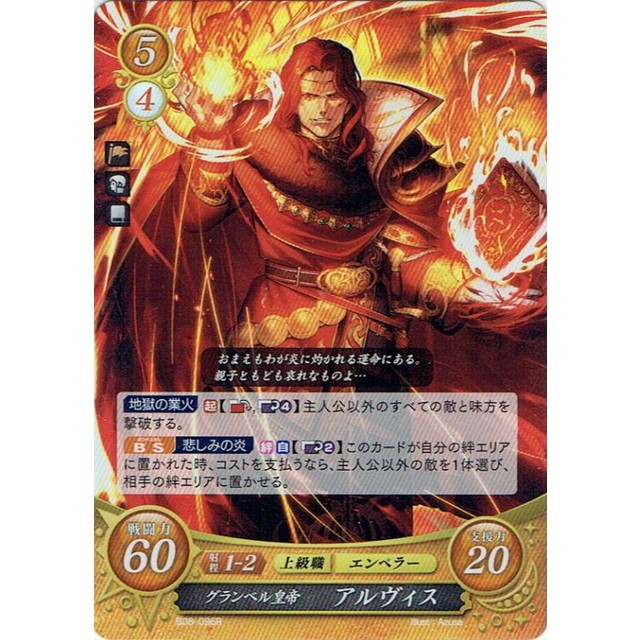 5
4
おまえもわが炎に灼かれる運命にある。
親子ともども哀れなものよ…
地獄の業火 起【 , 4】主人公以外のすべての敵と味方を
撃破する。
ボンドスキル
BS 悲しみの炎 絆 自【 2】このカードが自分の絆エリア
に置かれた時、コストを支払うなら、主人公以外の敵を1体選び、
相手の絆エリアに置かせる。
戦闘力 60 射程 1-2 上級職 エンペラー 支援力 20
グランベル皇帝 アルヴィス
Illust : Azusa